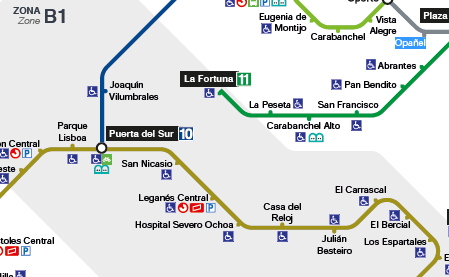 ZONA
Zone B1
Eugenia de
Montijo
Carabanchel
Vista
Alegre
Plaza
Opañel
Abrantes
La Fortuna 11
Pan Bendito
Joaquín
Vilumbrales
La Peseta
San Francisco
Carabanchel Alto
Parque
Lisboa
Puerta del Sur 10
Central
San Nicasio
Leganés Central
Casa del
Reloj
El Carrascal
Hospital Severo Ochoa
Julián
Besteiro
El Bercial
Los Espartales
Central